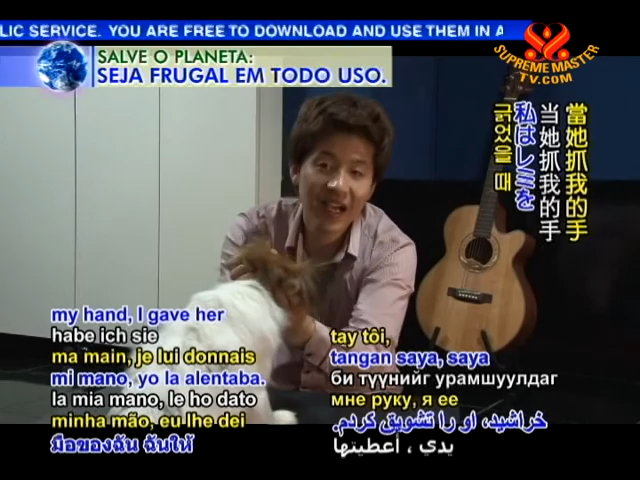 LIC SERVICE. YOU ARE FREE TO DOWNLOAD AND USE THEM IN A
SALVE O PLANETA:
SEJA FRUGAL EM TODO USO.
SUPREME MASTER
TV.COM
當她抓我的手
当她抓我的手
私はレミを
긁었을 때
my hand, I gave her
habe ich sie
ma main, je lui donnais
mi mano, yo la alentaba.
la mia mano, le ho dato
minha mão, eu lhe dei
มือของฉัน ฉันให้
tay tôi,
tangan saya, saya
би түүнийг урамшуулдаг
мне руку, я ее
خراشید، او را تشویق کردم.
يدي ، أعطيتها